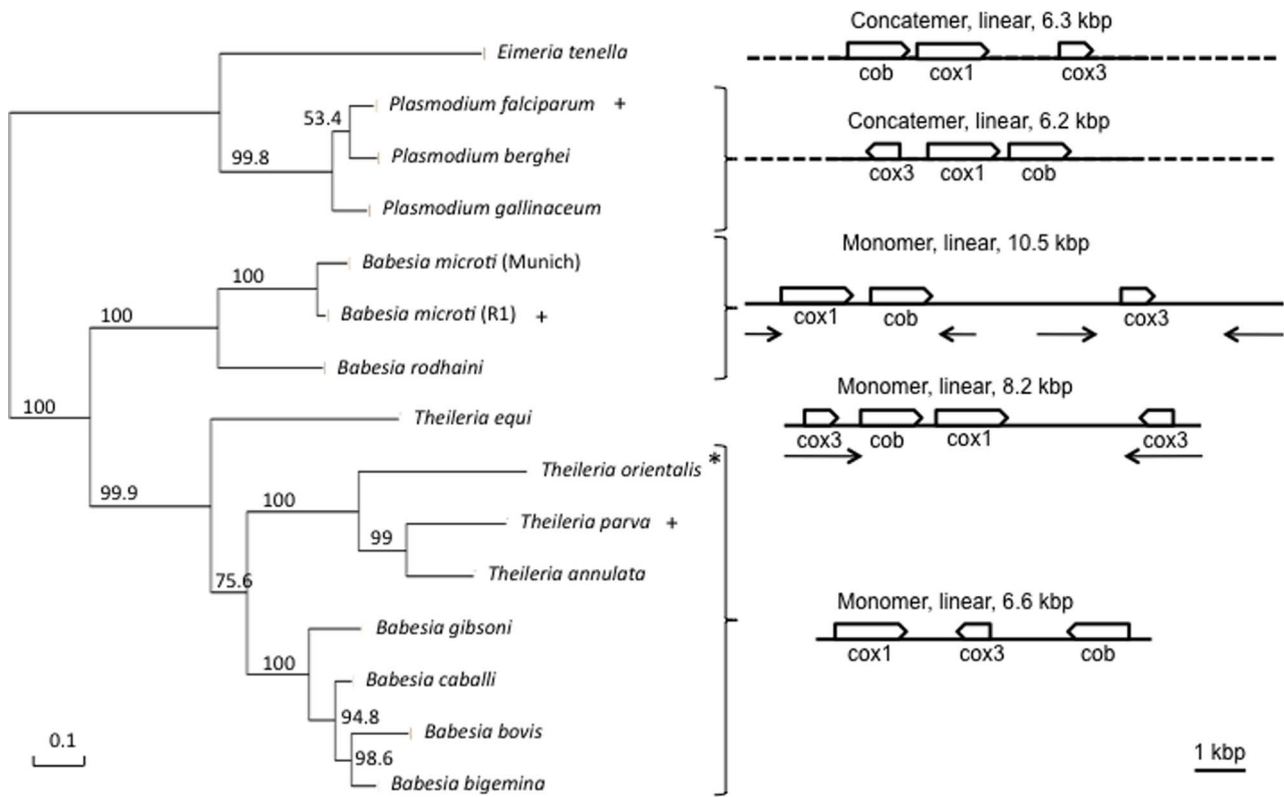 Concatemer, linear, 6.3 kbp
Eimeria tenella
cob cox1 cox3
Plasmodium falciparum +
53.4
Concatemer, linear, 6.2 kbp
Plasmodium berghei
99.8
cox3 cox1 cob
Plasmodium gallinaceum
Monomer, linear, 10.5 kbp
Babesia microti (Munich)
100
Babesia microti (R1) +
100
cox1 cob cox3
Babesia rodhaini
Monomer, linear, 8.2 kbp
100
Theileria equi
cox3 cob cox1 cox3
Theileria orientalis *
99.9
100
Theileria parva +
99
Theileria annulata
75.6
Monomer, linear, 6.6 kbp
Babesia gibsoni
100
cox1 cox3 cob
Babesia caballi
94.8
Babesia bovis
0.1
98.6
1 kbp
Babesia bigemina